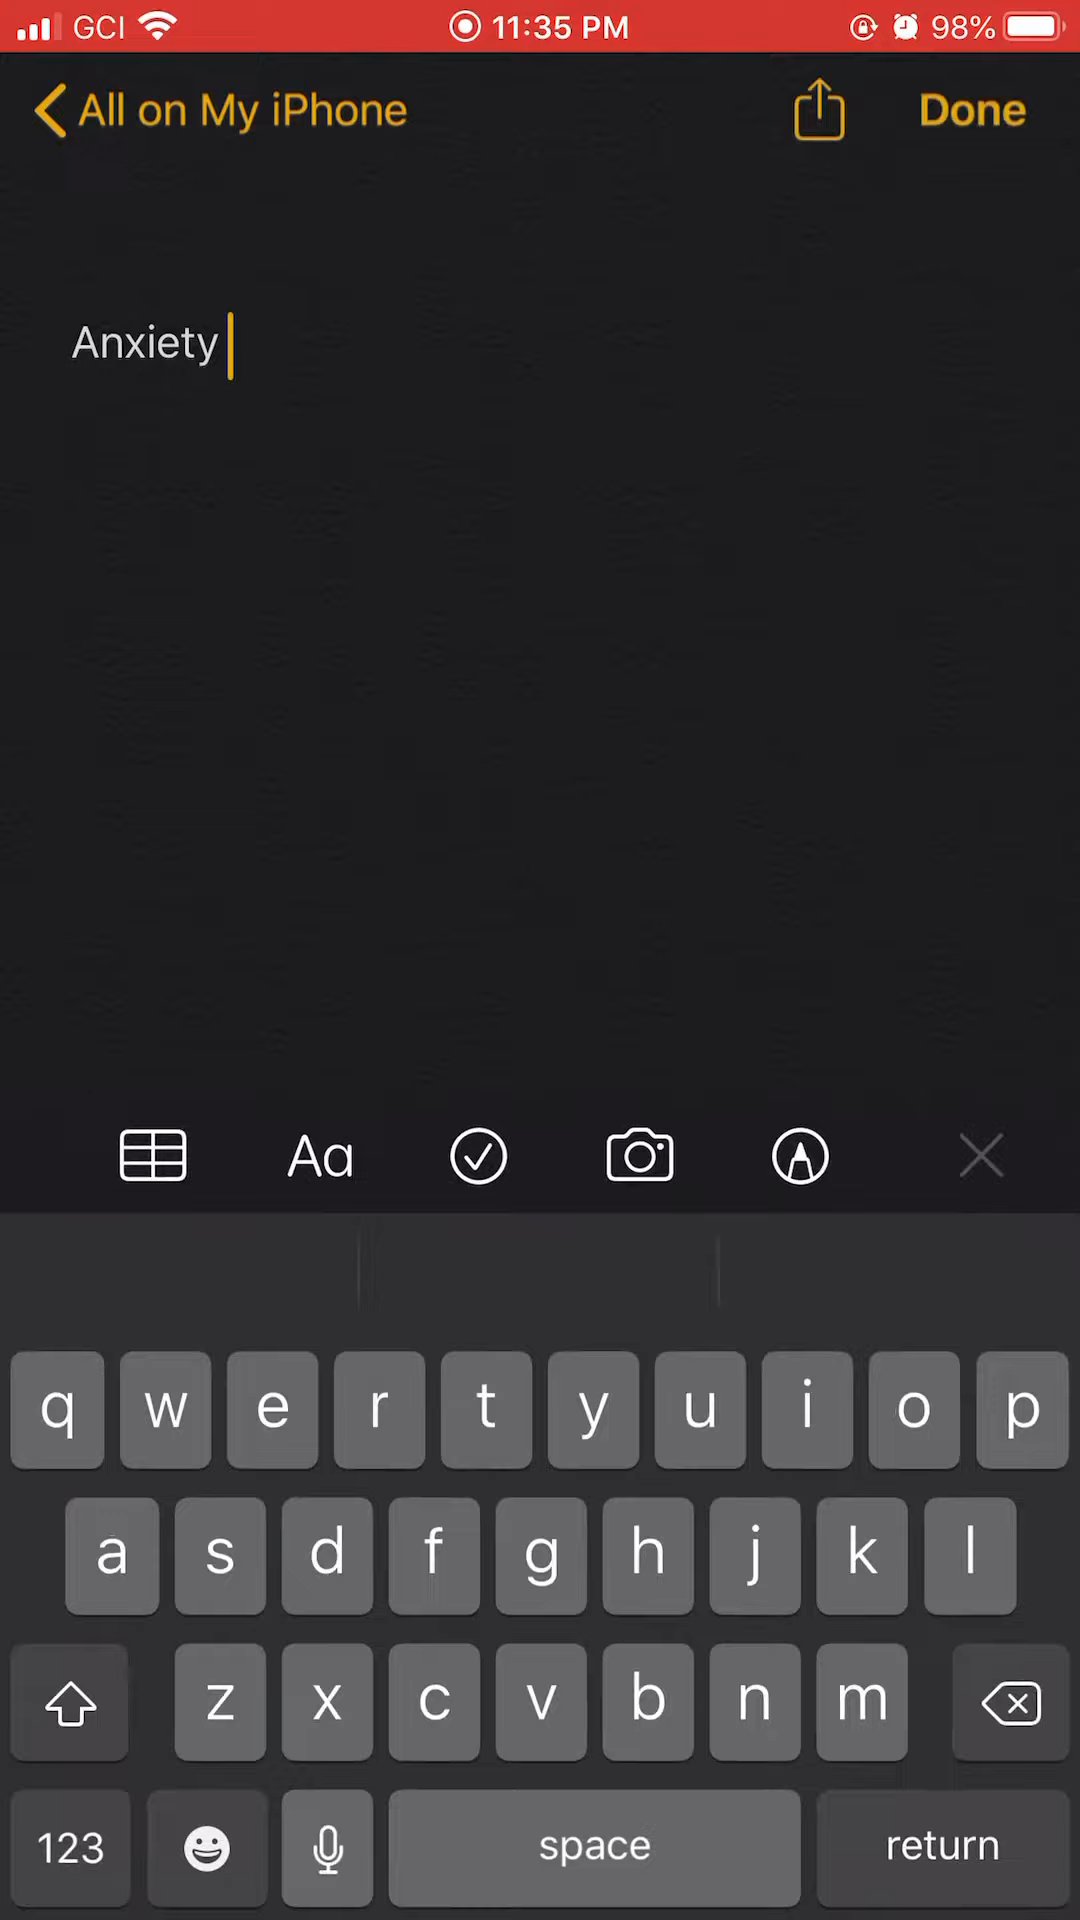 GCI 11:35 PM 98%
All on My iPhone Done
Anxiety
Aa
q w e r t y u i o p
a s d f g h j k l
z x c v b n m
123 space return